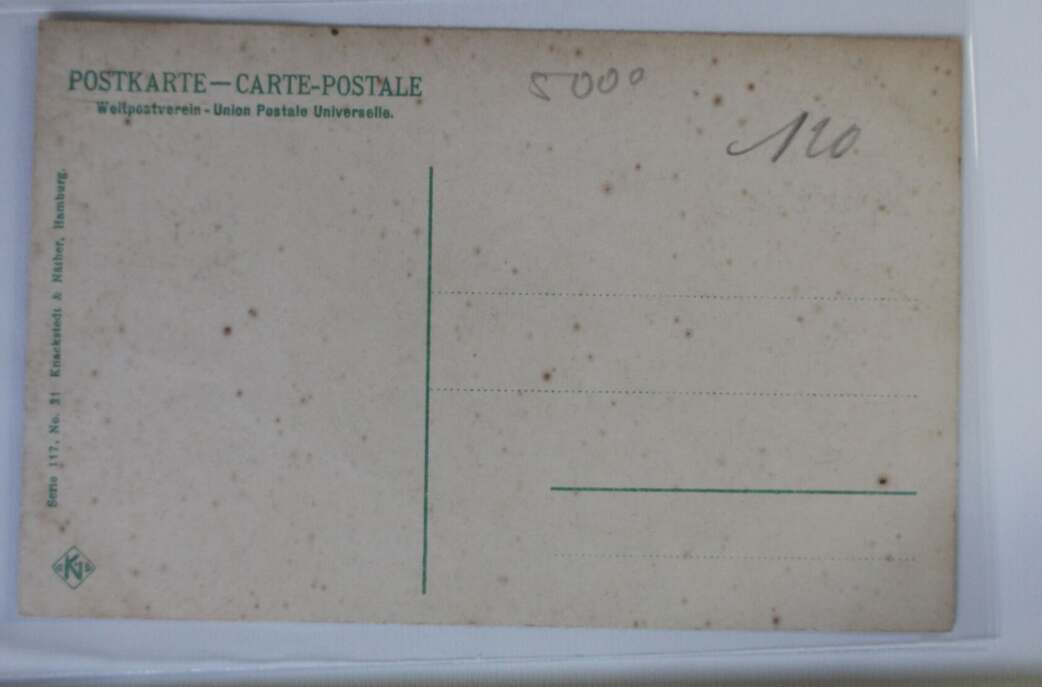 POSTKARTE—CARTE-POSTALE
Weltpostverein - Union Postale Universelle.
5000
120
Serie 117, No. 21 Knackstedt & Näther, Hamburg.